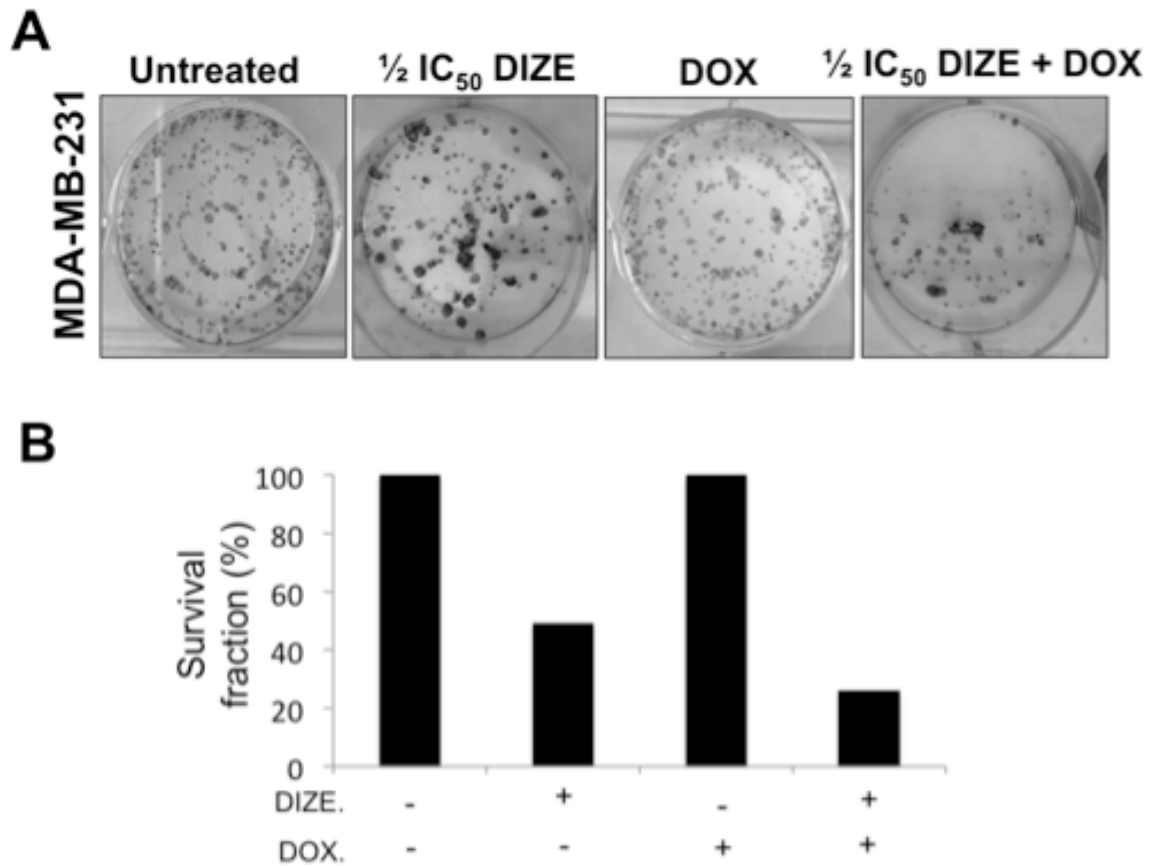 A
Untreated
½ IC₅₀ DIZE
DOX
½ IC₅₀ DIZE + DOX
MDA-MB-231
B
Survival
fraction (%)
100
80
60
40
20
0
DIZE. - + - +
DOX. - - + +